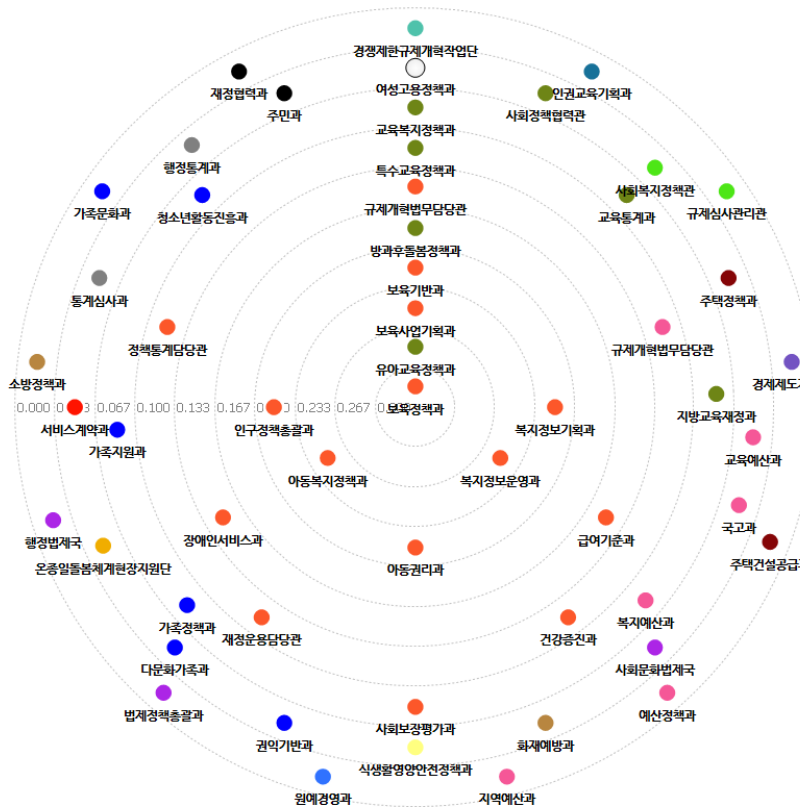 경쟁제한규제개혁작업단
재정협력과
여성고용정책과
인권교육기획과
주민과
사회정책협력관
교육복지정책과
행정통계과
특수교육정책과
사회복지정책관
가족문화과
청소년활동진흥과
규제개혁법무담당관
교육통계과
규제심사관리관
방과후돌봄정책과
통계심사과
보육기반과
주택정책과
정책통계담당관
보육사업기획과
규제개혁법무담당관
소방정책과
유아교육정책과
경제제도
0.000 0.067 0.100 0.133 0.167 0.233 0.267
보육정책과
지방교육재정과
서비스계약과
인구정책총괄과
복지정보기획과
가족지원과
교육예산과
아동복지정책과
복지정보운영과
국고과
행정법제국
장애인서비스과
급여기준과
온종일돌봄체계현장지원단
아동권리과
주택건설공급
가족정책과
재정운용담당관
건강증진과
복지예산과
다문화가족과
사회문화법제국
법제정책총괄과
예산정책과
사회보장평가과
권익기반과
화재예방과
식생활영양안전정책과
원예경영과
지역예산과